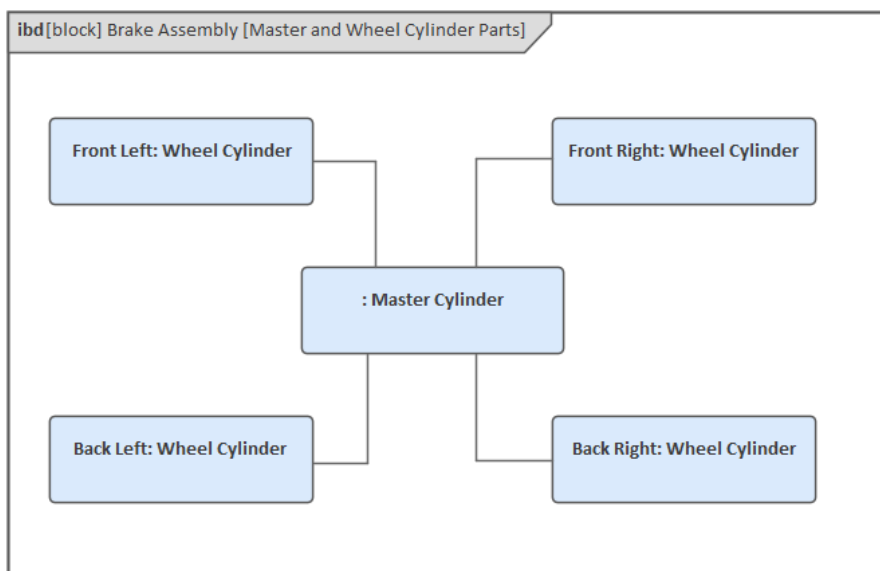 ibd [block] Brake Assembly [Master and Wheel Cylinder Parts]
Front Left: Wheel Cylinder
Front Right: Wheel Cylinder
: Master Cylinder
Back Left: Wheel Cylinder
Back Right: Wheel Cylinder